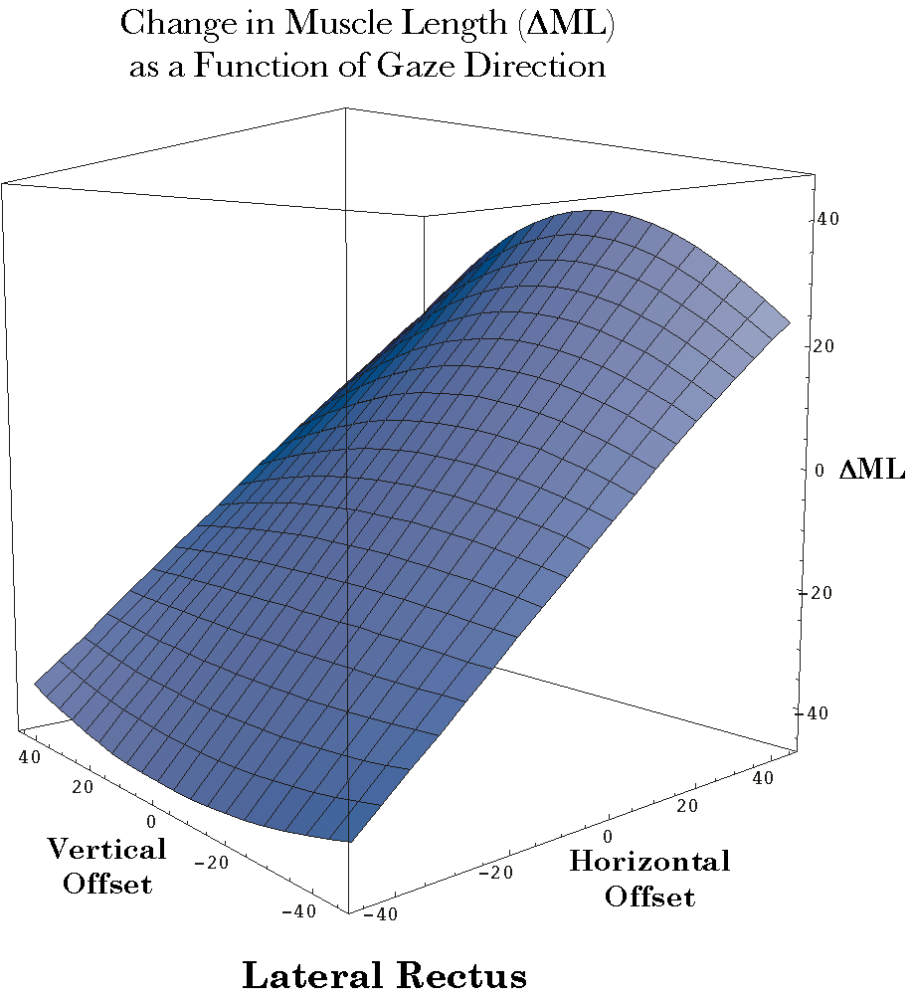 Change in Muscle Length (ΔML)
as a Function of Gaze Direction
40
20
0
ΔML
−20
−40
40
20
0
−20
−40
Vertical
Offset
−40
−20
0
20
40
Horizontal
Offset
Lateral Rectus